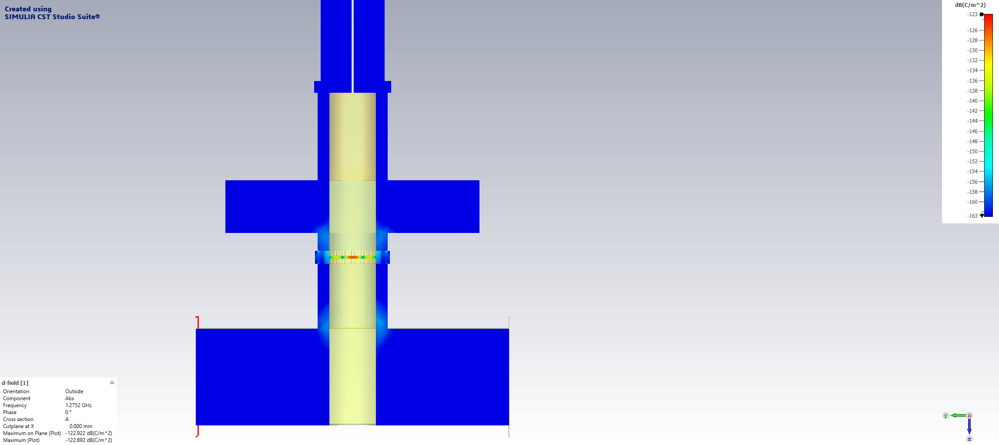 Created using
SIMULIA CST Studio Suite®
dB(C/m^2)
-123
-126
-128
-130
-132
-134
-136
-138
-140
-142
-144
-146
-148
-150
-152
-154
-156
-158
-160
-163
d-field [1]
Orientation Outside
Component Abs
Frequency 1.2752 GHz
Phase 0 °
Cross section A
Cutplane at X 0.000 mm
Maximum on Plane (Plot) -122.922 dB(C/m^2)
Maximum (Plot) -122.892 dB(C/m^2)
y x
z